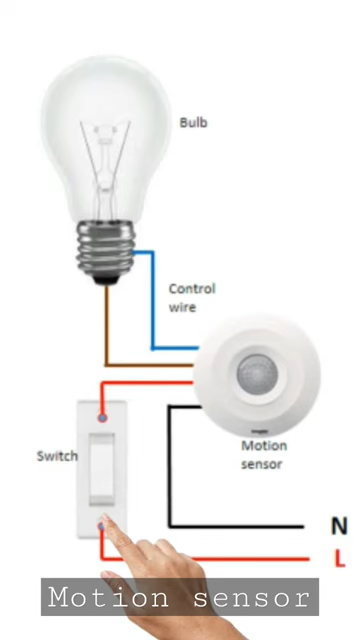 Bulb
Control
wire
Switch
Motion
sensor
N
L
Motion sensor